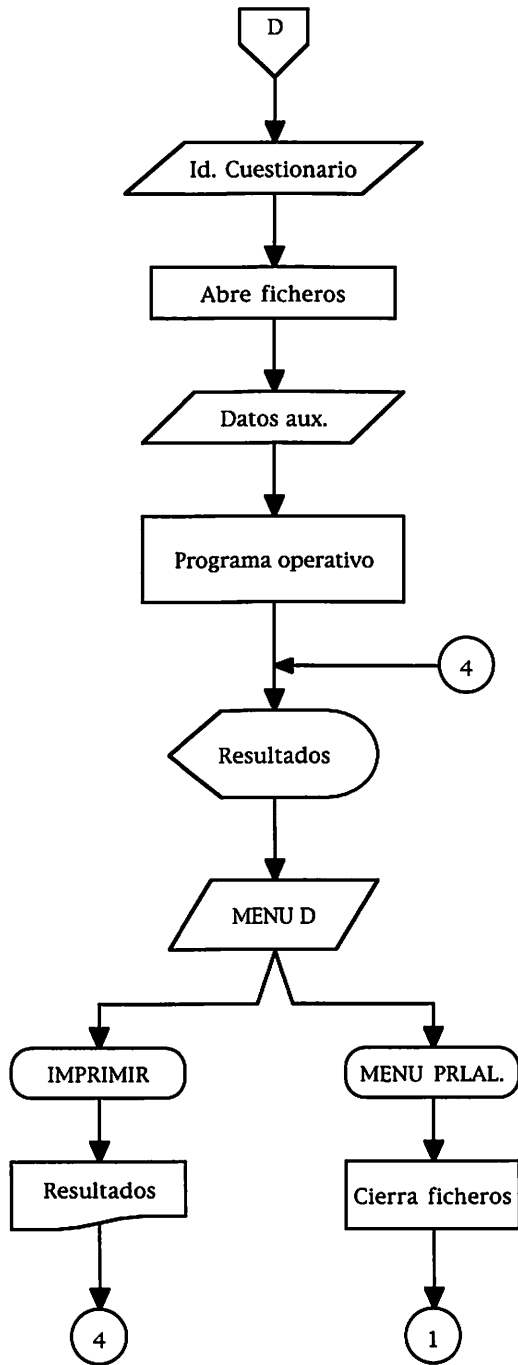 D
Id. Cuestionario
Abre ficheros
Datos aux.
Programa operativo
4
Resultados
MENU D
IMPRIMIR
MENU PRLAL.
Resultados
Cierra ficheros
4
1